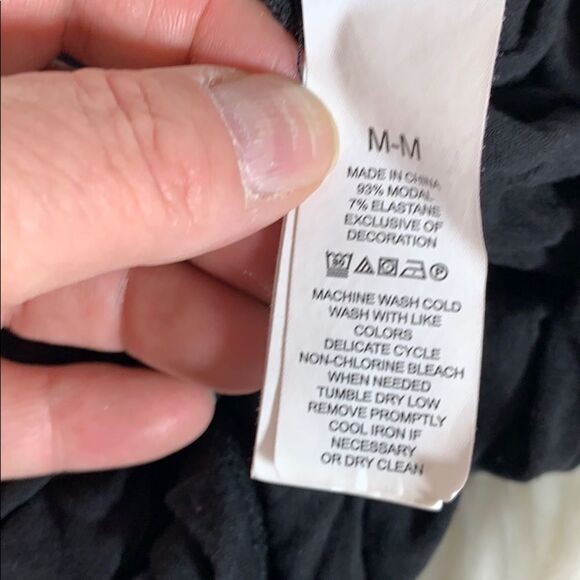 M-M
MADE IN CHINA
93% MODAL
7% ELASTANE
EXCLUSIVE OF
DECORATION
30 P
MACHINE WASH COLD
WASH WITH LIKE
COLORS
DELICATE CYCLE
NON-CHLORINE BLEACH
WHEN NEEDED
TUMBLE DRY LOW
REMOVE PROMPTLY
COOL IRON IF
NECESSARY
OR DRY CLEAN